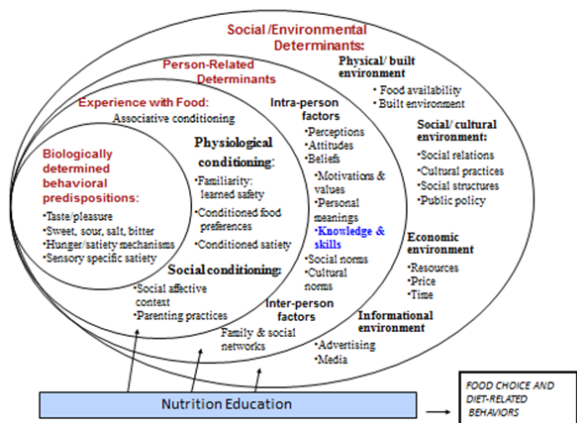 Social /Environmental
Determinants:
Physical/ built
environment
• Food availability
• Built environment
Person-Related
Determinants
Experience with Food:
Associative conditioning
Intra-person
factors
•Perceptions
•Attitudes
•Beliefs
•Motivations &
values
•Personal
meanings
•Knowledge &
skills
•Social norms
•Cultural
norms
Social/ cultural
environment:
•Social relations
•Cultural practices
•Social structures
•Public policy
Physiological
conditioning:
•Familiarity:
learned safety
•Conditioned food
preferences
•Conditioned satiety
Biologically
determined
behavioral
predispositions:
•Taste/pleasure
•Sweet, sour, salt, bitter
•Hunger/satiety mechanisms
•Sensory specific satiety
Social conditioning:
•Social affective
context
•Parenting practices
Economic
environment
•Resources
•Price
•Time
Inter-person
factors
Family & social
networks
Informational
environment
•Advertising
•Media
Nutrition Education
FOOD CHOICE AND
DIET-RELATED
BEHAVIORS